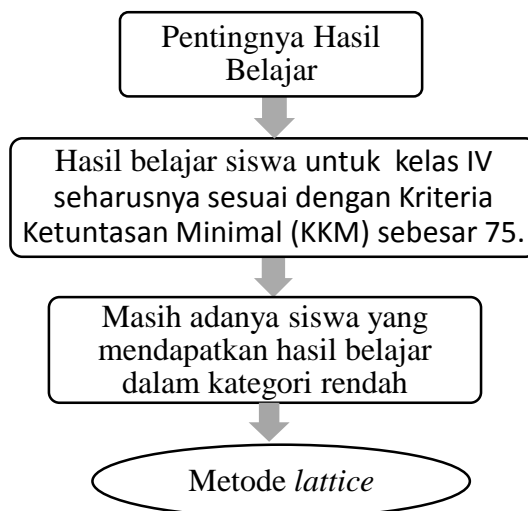 Pentingnya Hasil
Belajar
Hasil belajar siswa untuk kelas IV
seharusnya sesuai dengan Kriteria
Ketuntasan Minimal (KKM) sebesar 75.
Masih adanya siswa yang
mendapatkan hasil belajar
dalam kategori rendah
Metode lattice